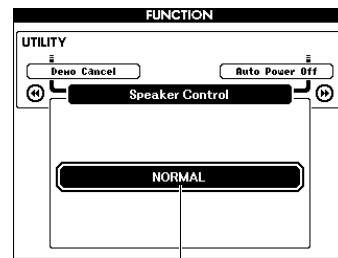 FUNCTION
UTILITY
Demo Cancel Auto Power Off
Speaker Control
NORMAL